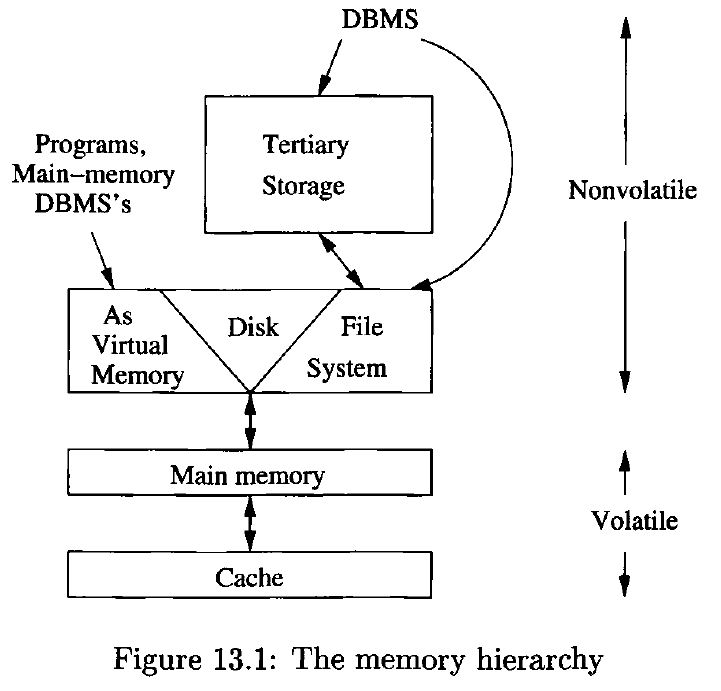 DBMS
Tertiary
Storage
Programs,
Main-memory
DBMS's
Nonvolatile
As
Virtual
Memory
Disk
File
System
Main memory
Volatile
Cache
Figure 13.1: The memory hierarchy